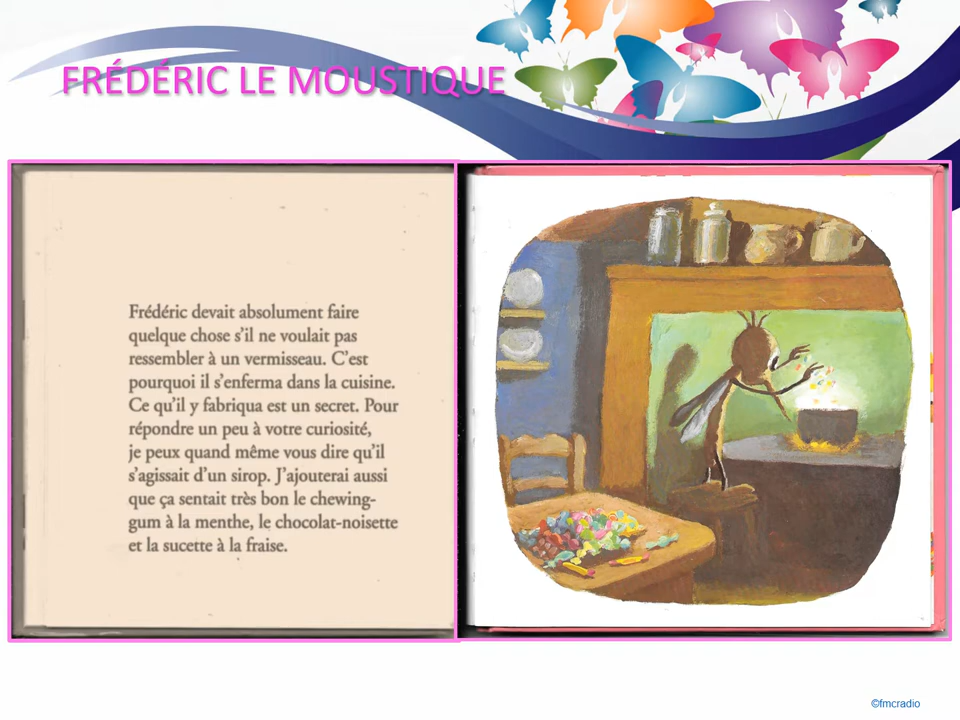 FRÉDÉRIC LE MOUSTIQUE
Frédéric devait absolument faire
quelque chose s'il ne voulait pas
ressembler à un vermisseau. C'est
pourquoi il s'enferma dans la cuisine.
Ce qu'il y fabriqua est un secret. Pour
répondre un peu à votre curiosité,
je peux quand même vous dire qu'il
s'agissait d'un sirop. J'ajouterai aussi
que ça sentait très bon le chewing-
gum à la menthe, le chocolat-noisette
et la sucette à la fraise.
©fmcradio